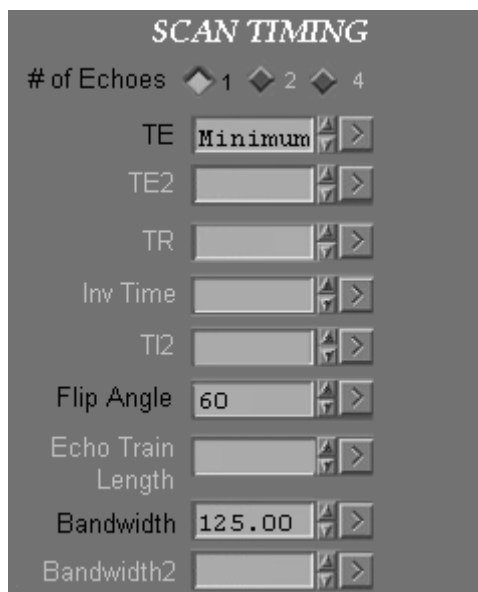 SCAN TIMING
# of Echoes 1 2 4
TE Minimum
TE2
TR
Inv Time
TI2
Flip Angle 60
Echo Train
Length
Bandwidth 125.00
Bandwidth2